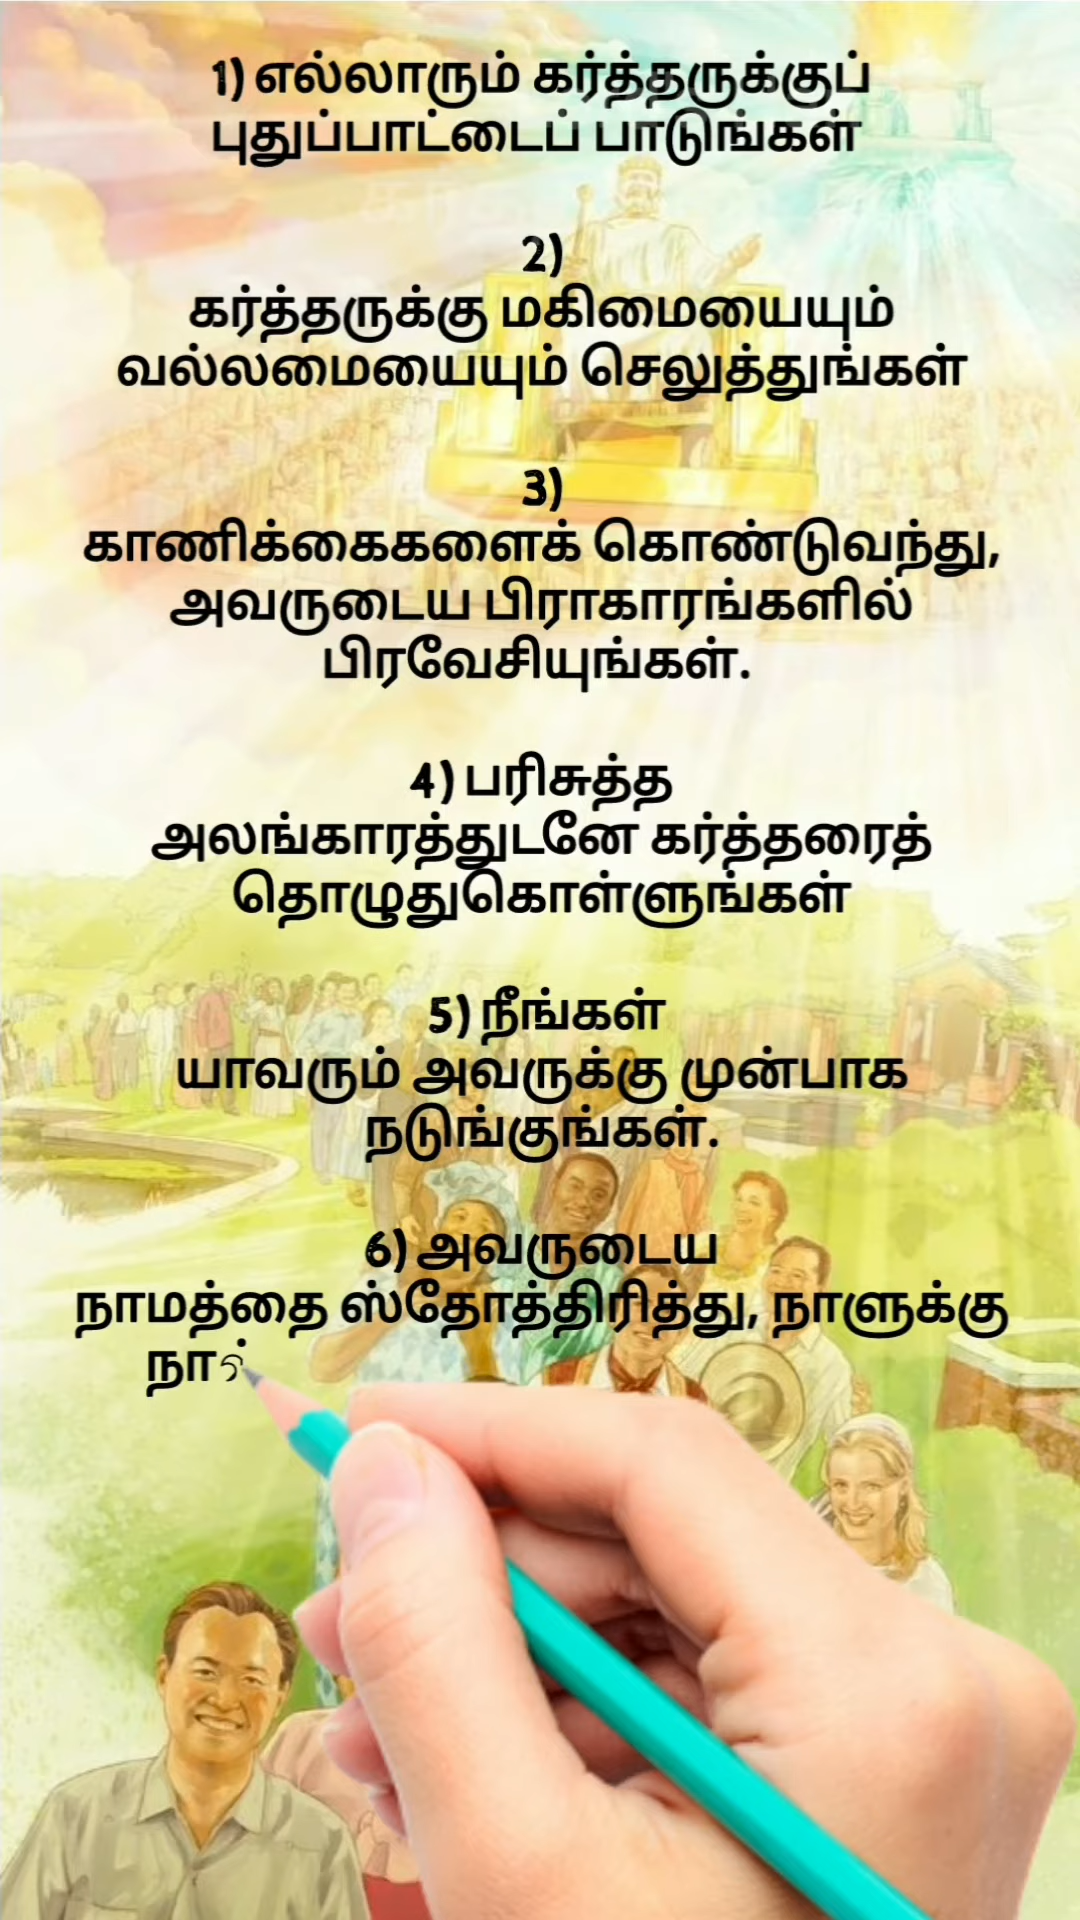 1) எல்லாரும் கர்த்தருக்குப்
புதுப்பாட்டைப் பாடுங்கள்
2)
கர்த்தருக்கு மகிமையையும்
வல்லமையையும் செலுத்துங்கள்
3)
காணிக்கைகளைக் கொண்டுவந்து,
அவருடைய பிராகாரங்களில்
பிரவேசியுங்கள்.
4) பரிசுத்த
அலங்காரத்துடனே கர்த்தரைத்
தொழுதுகொள்ளுங்கள்
5) நீங்கள்
யாவரும் அவருக்கு முன்பாக
நடுங்குங்கள்.
6) அவருடைய
நாமத்தை ஸ்தோத்திரித்து, நாளுக்கு